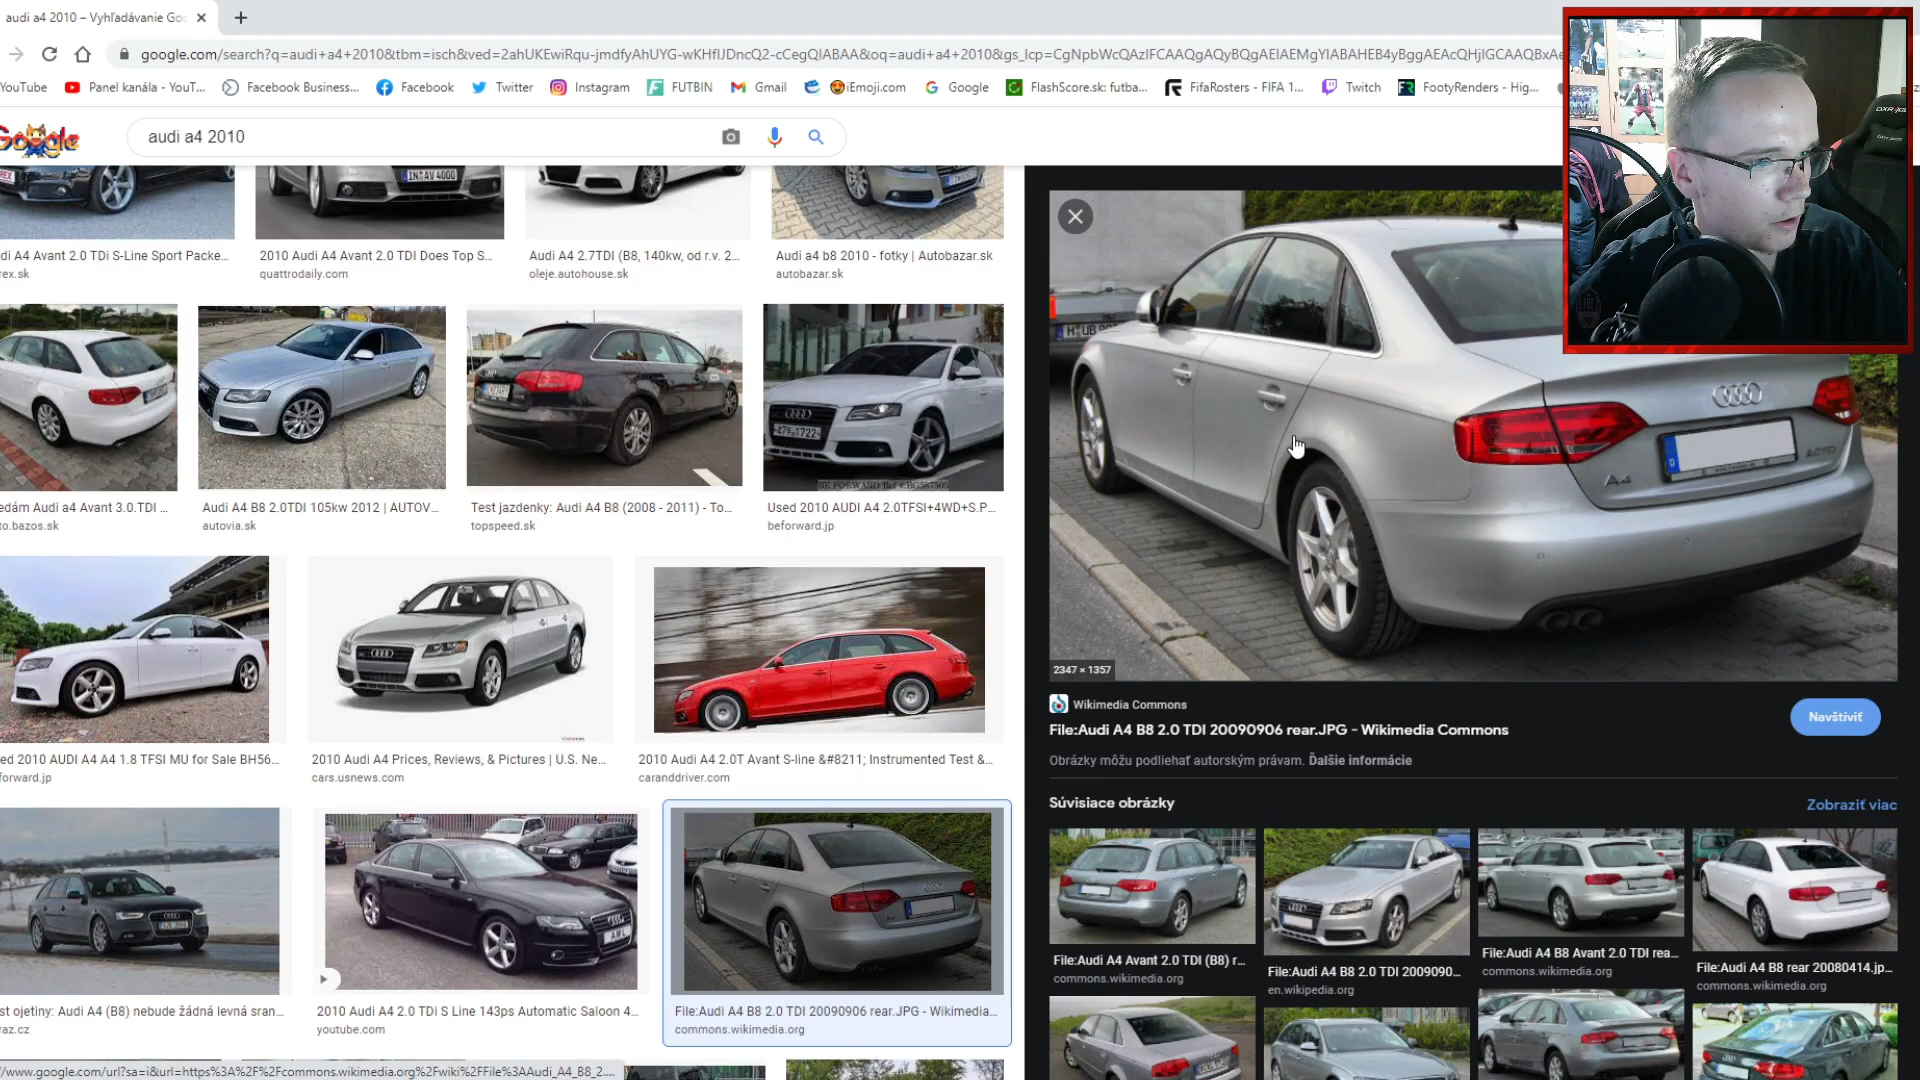 audi a4 2010 – Vyhľadávanie Goo
google.com/search?q=audi+a4+2010&tbm=isch&ved=2ahUKEwiRqu-jmdfyAhUYG-wKHfIJDncQ2-cCegQIABAA&oq=audi+a4+2010&gs_lcp=CgNpbWcQAzIFCAAQgAQyBQgAEIAEMgYIABAHEB4yBggAEAcQHjIGCAAQBxAe
YouTube
Panel kanála - YouT...
Facebook Business...
Facebook
Twitter
Instagram
FUTBIN
Gmail
iEmoji.com
Google
FlashScore.sk: futba...
FifaRosters - FIFA 1...
Twitch
FootyRenders - Hig...
Google
audi a4 2010
IN AV 4000
di A4 Avant 2.0 TDi S-Line Sport Packe...
rex.sk
2010 Audi A4 Avant 2.0 TDI Does Top S...
quattrodaily.com
Audi A4 2.7TDI (B8, 140kw, od r.v. 2...
oleje.autohouse.sk
Audi a4 b8 2010 - fotky | Autobazar.sk
autobazar.sk
edám Audi a4 Avant 3.0.TDI ...
to.bazos.sk
Audi A4 B8 2.0TDI 105kw 2012 | AUTOV...
autovia.sk
Test jazdenky: Audi A4 B8 (2008 - 2011) - To...
topspeed.sk
Used 2010 AUDI A4 2.0TFSI+4WD+S.P...
beforward.jp
ed 2010 AUDI A4 A4 1.8 TFSI MU for Sale BH56...
forward.jp
2010 Audi A4 Prices, Reviews, & Pictures | U.S. Ne...
cars.usnews.com
2010 Audi A4 2.0T Avant S-line &#8211; Instrumented Test &...
caranddriver.com
st ojetiny: Audi A4 (B8) nebude žádná levná sran...
raz.cz
2010 Audi A4 2.0 TDi S Line 143ps Automatic Saloon 4...
youtube.com
File:Audi A4 B8 2.0 TDI 20090906 rear.JPG - Wikimedia...
commons.wikimedia.org
A4
2347 × 1357
Wikimedia Commons
File:Audi A4 B8 2.0 TDI 20090906 rear.JPG - Wikimedia Commons
Navštíviť
Obrázky môžu podliehať autorským právam. Ďalšie informácie
Súvisiace obrázky
Zobraziť viac
File:Audi A4 Avant 2.0 TDI (B8) r...
commons.wikimedia.org
File:Audi A4 B8 2.0 TDI 2009090...
en.wikipedia.org
File:Audi A4 B8 Avant 2.0 TDI rea...
commons.wikimedia.org
File:Audi A4 B8 rear 20080414.jp...
commons.wikimedia.org
//www.google.com/url?sa=i&url=https%3A%2F%2Fcommons.wikimedia.org%2Fwiki%2FFile%3AAudi_A4_B8_2....